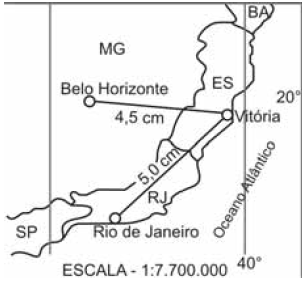 BA
MG
ES
20°
Belo Horizonte
4,5 cm
Vitória
5,0 cm
Oceano Atlântico
RJ
SP
Rio de Janeiro
40°
ESCALA - 1:7.700.000